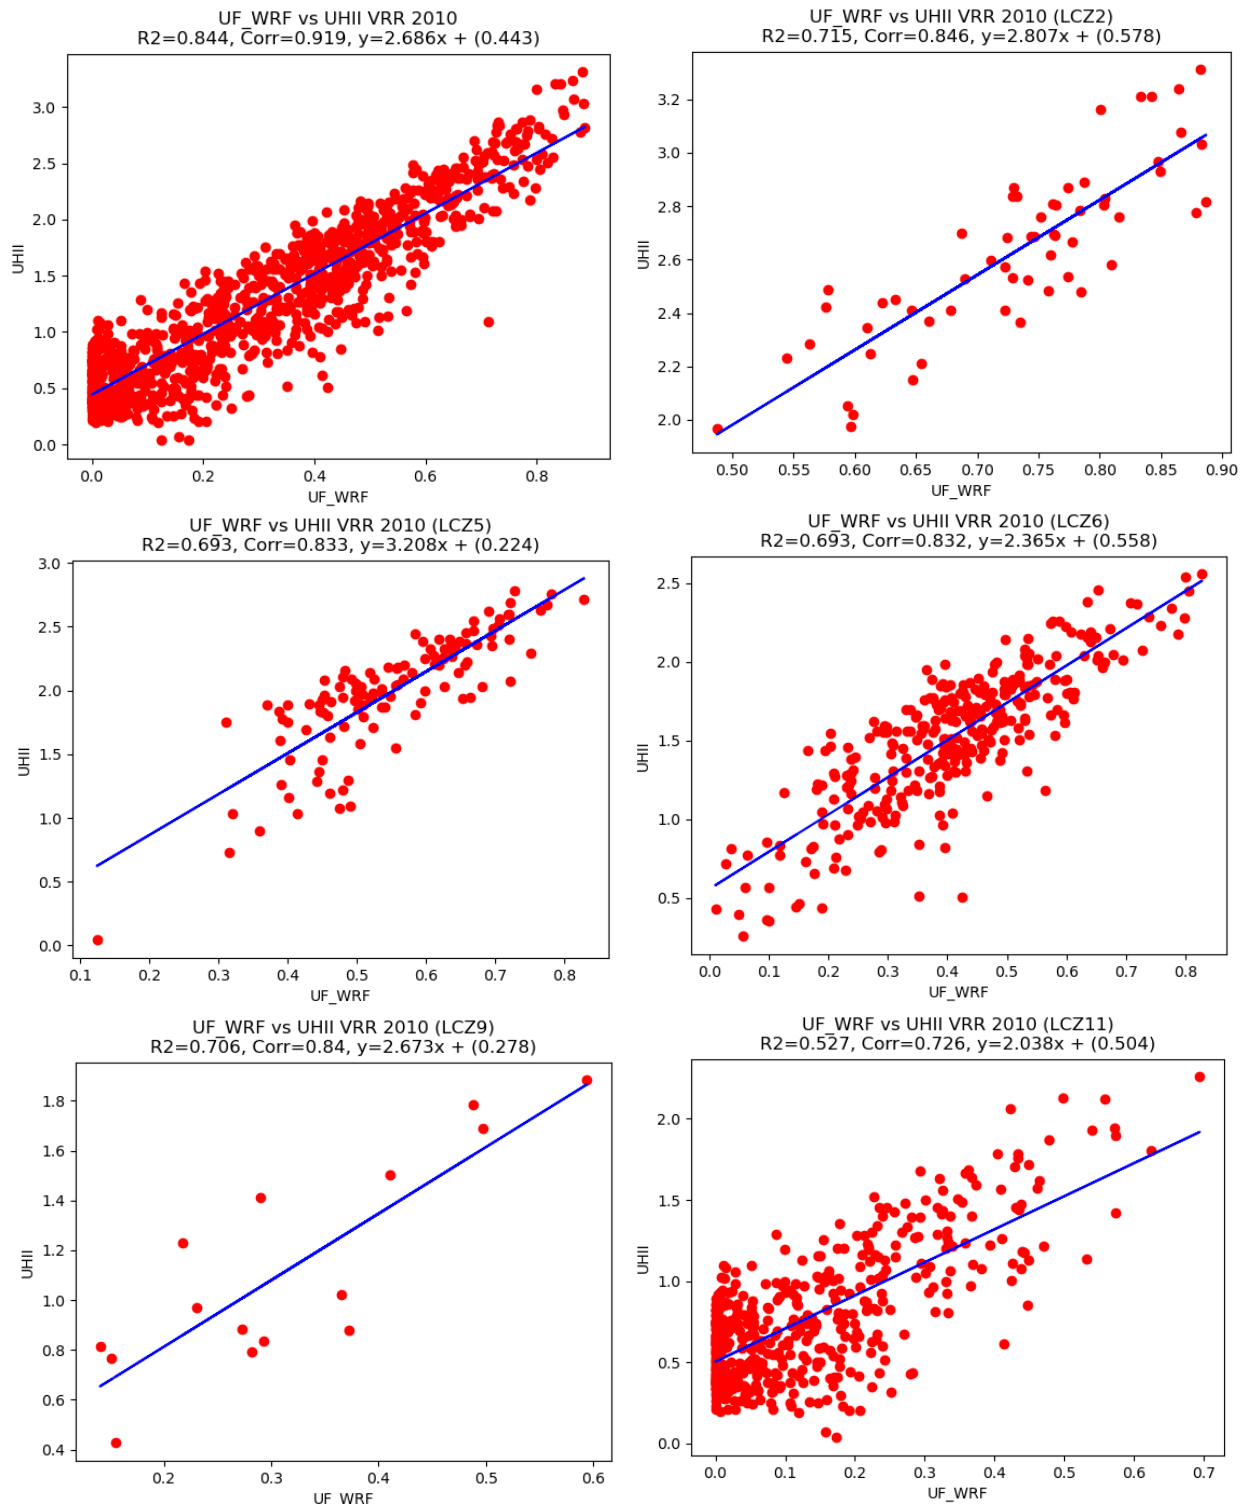 UF_WRF vs UHII VRR 2010
R2=0.844, Corr=0.919, y=2.686x + (0.443)
UHII
3.0
2.5
2.0
1.5
1.0
0.5
0.0
0.0 0.2 0.4 0.6 0.8
UF_WRF
UF_WRF vs UHII VRR 2010 (LCZ2)
R2=0.715, Corr=0.846, y=2.807x + (0.578)
UHII
3.2
3.0
2.8
2.6
2.4
2.2
2.0
0.50 0.55 0.60 0.65 0.70 0.75 0.80 0.85 0.90
UF_WRF
UF_WRF vs UHII VRR 2010 (LCZ5)
R2=0.693, Corr=0.833, y=3.208x + (0.224)
UHII
3.0
2.5
2.0
1.5
1.0
0.5
0.0
0.1 0.2 0.3 0.4 0.5 0.6 0.7 0.8
UF_WRF
UF_WRF vs UHII VRR 2010 (LCZ6)
R2=0.693, Corr=0.832, y=2.365x + (0.558)
UHII
2.5
2.0
1.5
1.0
0.5
0.0 0.1 0.2 0.3 0.4 0.5 0.6 0.7 0.8
UF_WRF
UF_WRF vs UHII VRR 2010 (LCZ9)
R2=0.706, Corr=0.84, y=2.673x + (0.278)
UHII
1.8
1.6
1.4
1.2
1.0
0.8
0.6
0.4
0.2 0.3 0.4 0.5 0.6
UF_WRF
UF_WRF vs UHII VRR 2010 (LCZ11)
R2=0.527, Corr=0.726, y=2.038x + (0.504)
UHII
2.0
1.5
1.0
0.5
0.0
0.0 0.1 0.2 0.3 0.4 0.5 0.6 0.7
UF_WRF